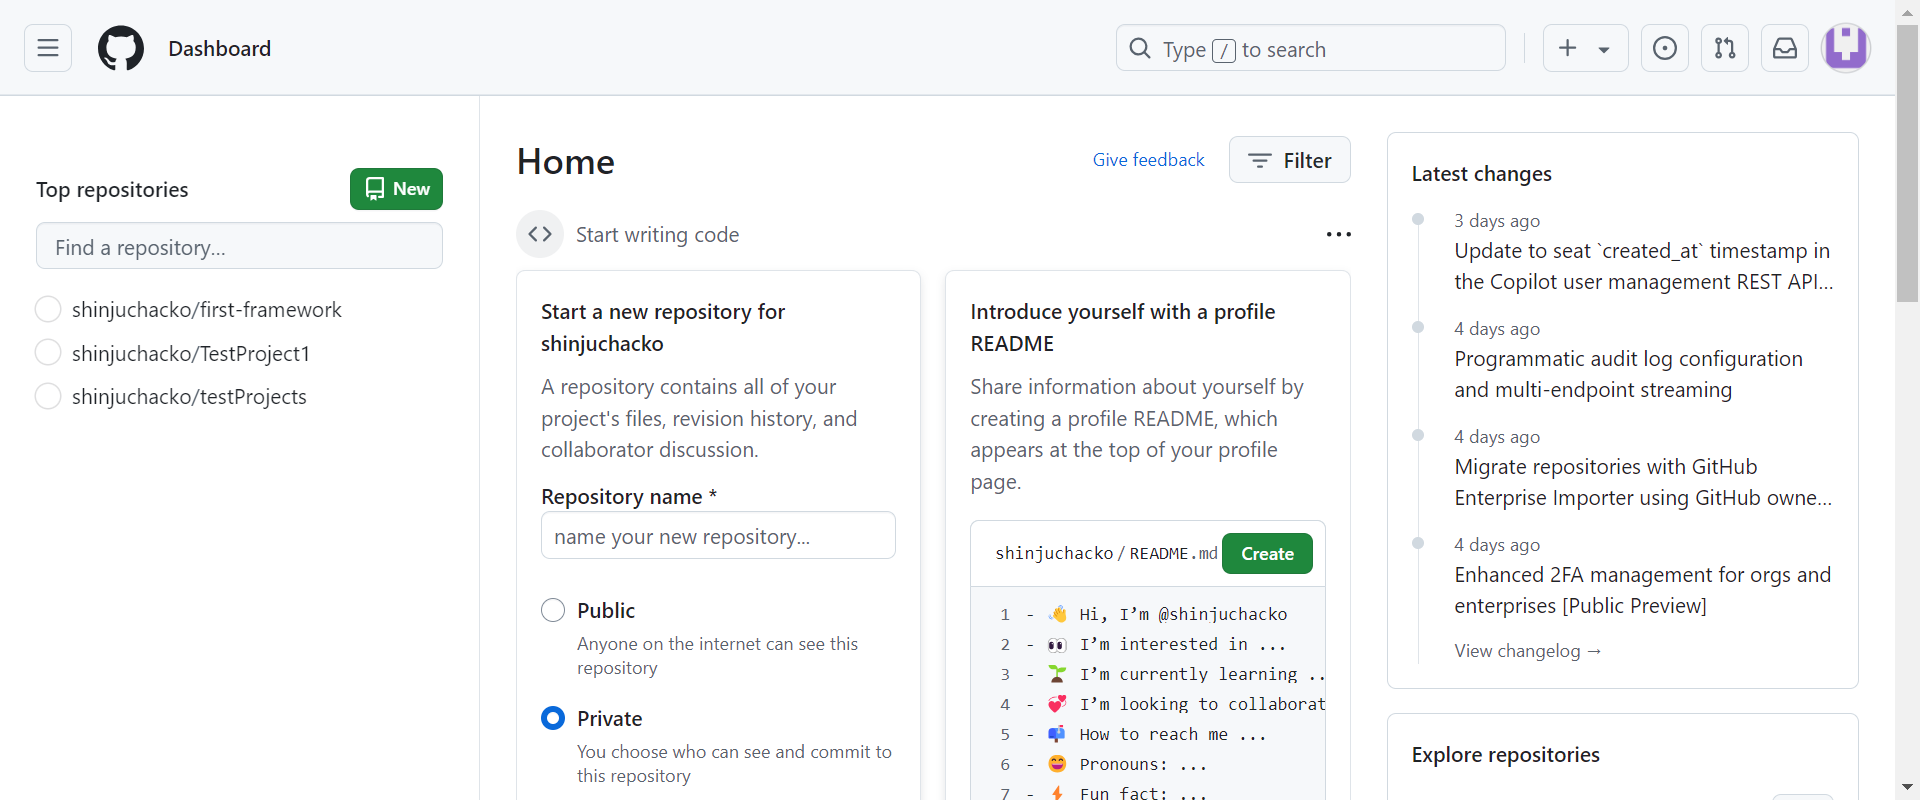 Dashboard
Type / to search
Top repositories
New
Find a repository...
shinjuchacko/first-framework
shinjuchacko/TestProject1
shinjuchacko/testProjects
Home
Give feedback
Filter
Start writing code
Start a new repository for
shinjuchacko
A repository contains all of your
project's files, revision history, and
collaborator discussion.
Repository name *
name your new repository...
Public
Anyone on the internet can see this
repository
Private
You choose who can see and commit to
this repository
Introduce yourself with a profile
README
Share information about yourself by
creating a profile README, which
appears at the top of your profile
page.
shinjuchacko / README.md
Create
1 - 👋 Hi, I’m @shinjuchacko
2 - 👀 I’m interested in ...
3 - 🌱 I’m currently learning ..
4 - 💞️ I’m looking to collaborat
5 - 📫 How to reach me ...
6 - 😄 Pronouns: ...
7 - ⚡ Fun fact: ...
Latest changes
3 days ago
Update to seat `created_at` timestamp in
the Copilot user management REST API...
4 days ago
Programmatic audit log configuration
and multi-endpoint streaming
4 days ago
Migrate repositories with GitHub
Enterprise Importer using GitHub owne...
4 days ago
Enhanced 2FA management for orgs and
enterprises [Public Preview]
View changelog →
Explore repositories